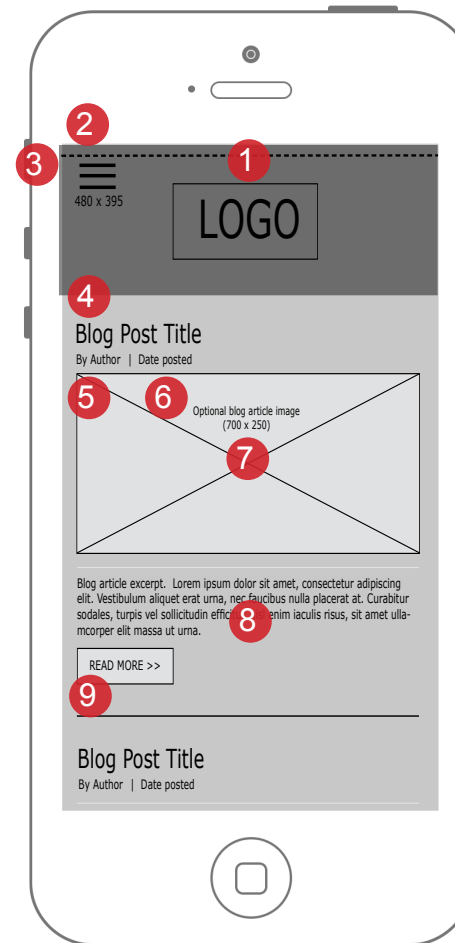 2
1
3
480 x 395
LOGO
4
Blog Post Title
By Author | Date posted
5
6
Optional blog article image
(700 x 250)
7
Blog article excerpt. Lorem ipsum dolor sit amet, consectetur adipiscing
elit. Vestibulum aliquet erat urna, nec faucibus nulla placerat at. Curabitur
sodales, turpis vel sollicitudin enim iaculis risus, sit amet ulla-
mcorper elit massa ut urna.
8
READ MORE >>
9
Blog Post Title
By Author | Date posted